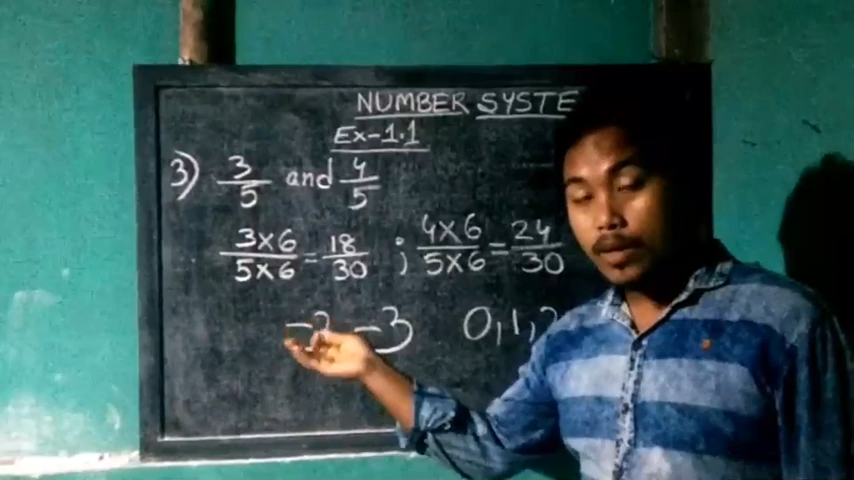 NUMBER SYSTE
Ex-1.1
3) 3/5 and 4/5
3×6/5×6 = 18/30 ; 4×6/5×6 = 24/30
-3 0, 1,